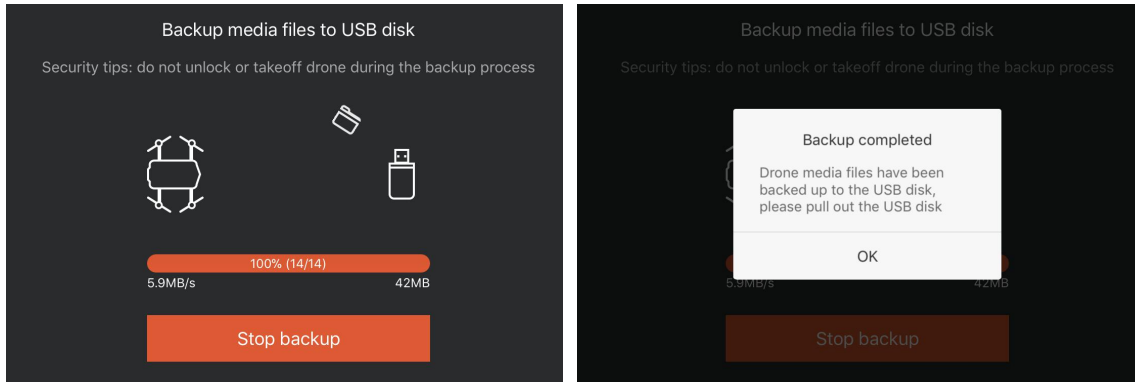 Backup media files to USB disk
Security tips: do not unlock or takeoff drone during the backup process
100% (14/14)
5.9MB/s
42MB
Stop backup
Backup media files to USB disk
Security tips: do not unlock or takeoff drone during the backup process
Backup completed
Drone media files have been
backed up to the USB disk,
please pull out the USB disk
OK
5.9MB/s
42MB
Stop backup